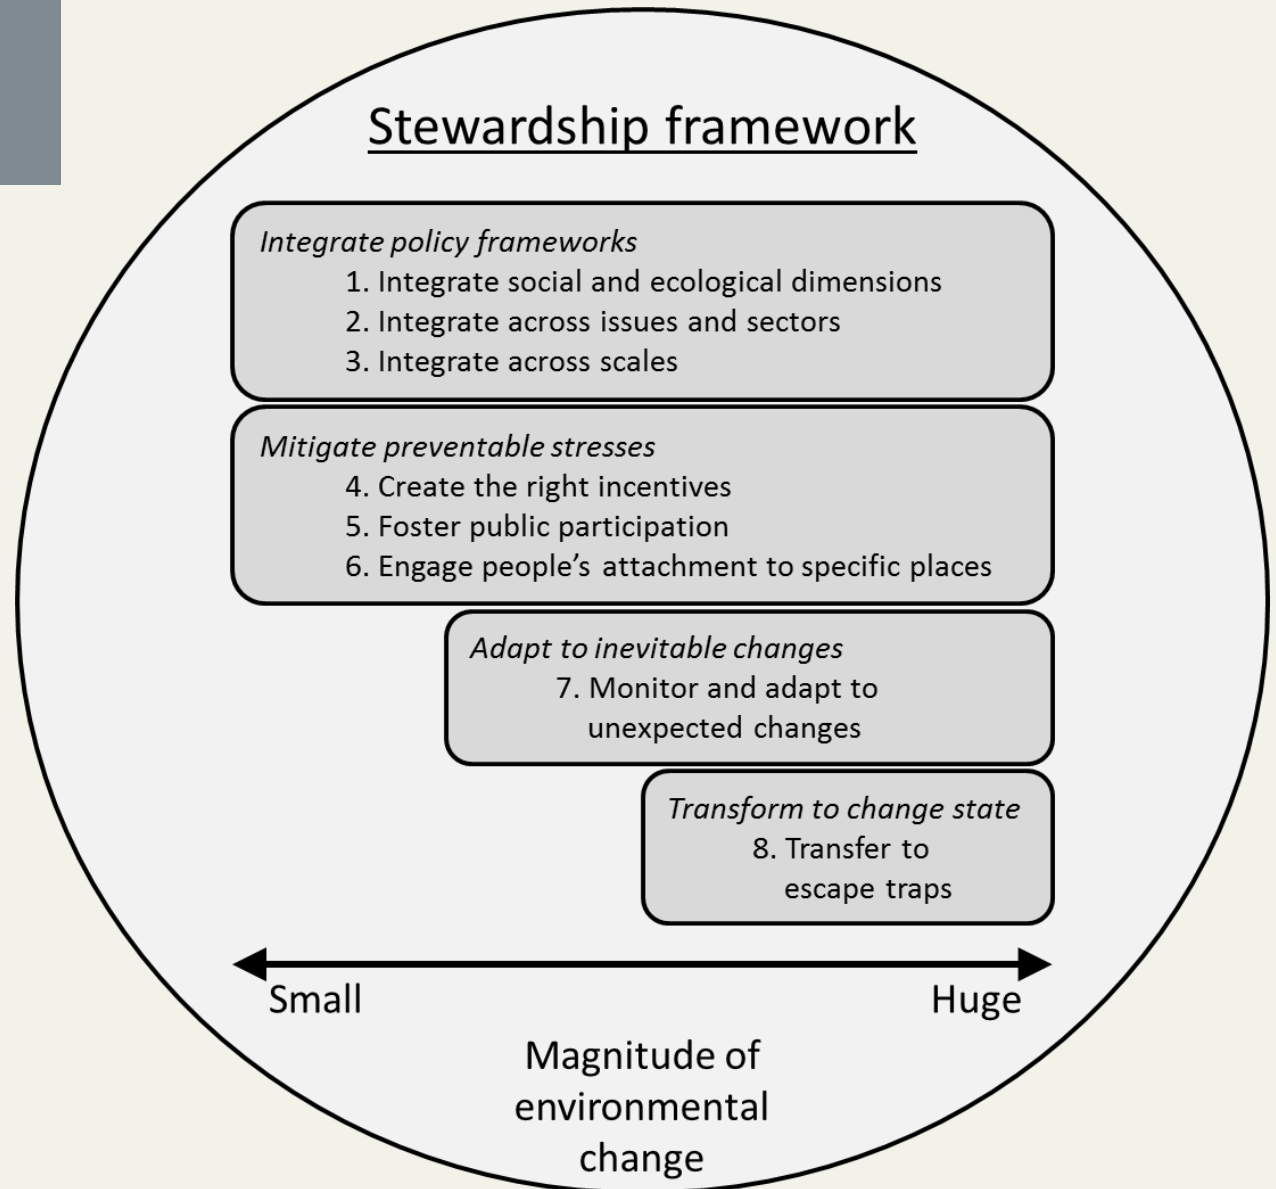 Stewardship framework
Integrate policy frameworks
1. Integrate social and ecological dimensions
2. Integrate across issues and sectors
3. Integrate across scales
Mitigate preventable stresses
4. Create the right incentives
5. Foster public participation
6. Engage people’s attachment to specific places
Adapt to inevitable changes
7. Monitor and adapt to
unexpected changes
Transform to change state
8. Transfer to
escape traps
Small
Huge
Magnitude of
environmental
change